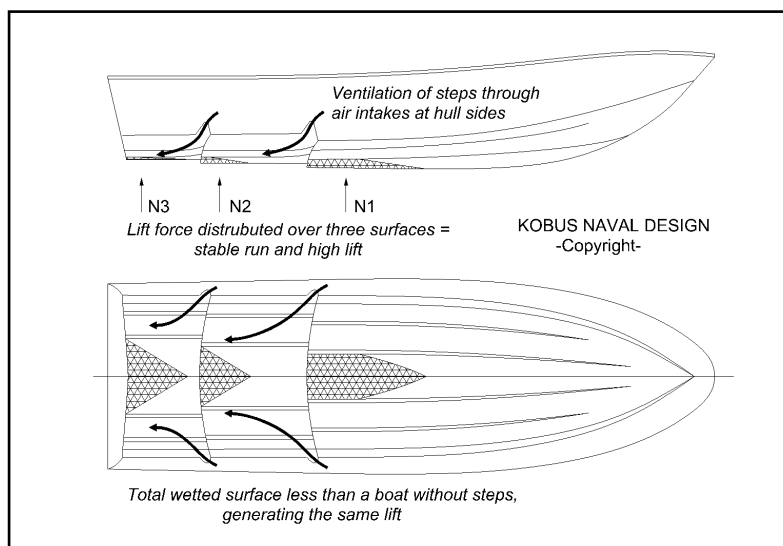 Ventilation of steps through
air intakes at hull sides
N3
N2
N1
Lift force distrubuted over three surfaces =
stable run and high lift
KOBUS NAVAL DESIGN
-Copyright-
Total wetted surface less than a boat without steps,
generating the same lift